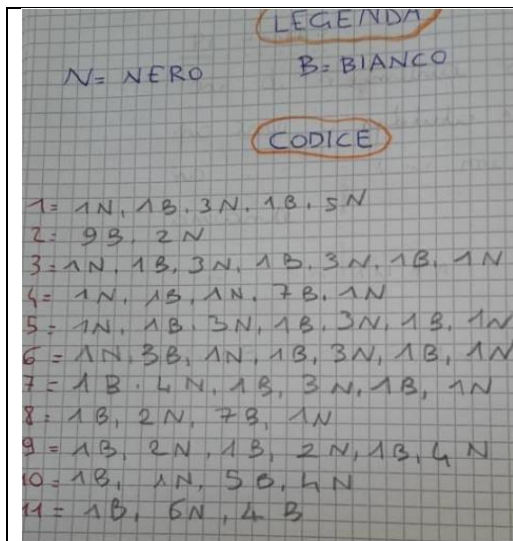 LEGENDA
N= NERO B= BIANCO
CODICE
1= 1N, 1B. 3N, 1B. 5N
2= 9B, 2N
3=1N, 1B, 3N, 1B. 3N, 1B, 1N
4= 1N, 1B, 1N. 7B. 1N
5= 1N, 1B. 3N, 1B, 3N, 1B. 1N
6= 1N, 3B, 1N, 1B, 3N, 1B, 1N
7= 1B. 4N, 1B, 3N, 1B, 1N
8= 1B, 2N, 7B, 1N
9= 1B, 2N, 1B, 2N, 1B, 4N
10= 1B, 1N, 5B, 4N
11= 1B, 6N, 4B